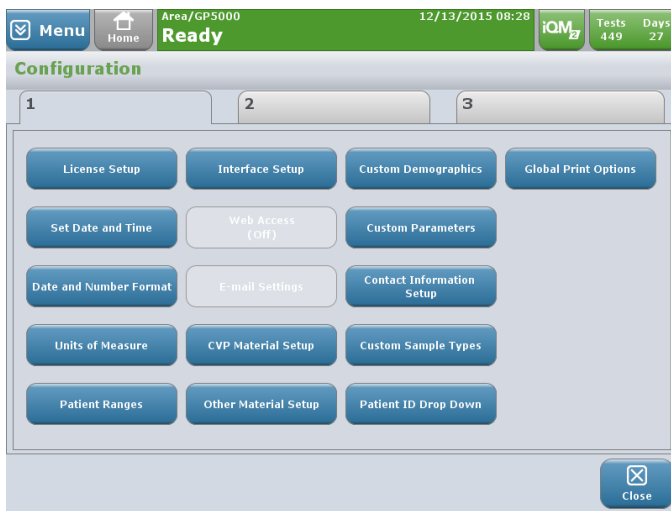 Menu
Home
Area/GP5000 12/13/2015 08:28
Ready
iQM2
Tests Days
449 27
Configuration
1 2 3
License Setup Interface Setup Custom Demographics Global Print Options
Set Date and Time Web Access (Off) Custom Parameters
Date and Number Format E-mail Settings Contact Information Setup
Units of Measure CVP Material Setup Custom Sample Types
Patient Ranges Other Material Setup Patient ID Drop Down
Close